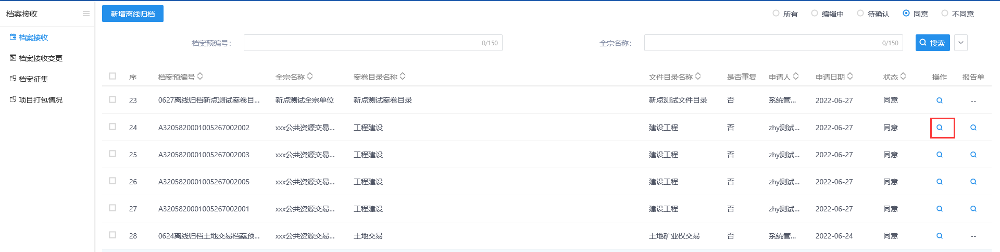 档案接收
新增离线归档
所有 编辑中 待确认 同意 不同意
档案接收
档案接收变更
档案征集
项目打包情况
档案预编号： 0/150 全宗名称： 0/150 搜索
序 档案预编号 全宗名称 案卷目录名称 文件目录名称 是否重复 申请人 申请日期 状态 操作 报告单
23 0627离线归档新点测试案卷目... 新点测试全宗单位 新点测试案卷目录 新点测试文件目录 否 系统管... 2022-06-27 同意 --
24 A3205820001005267002002 xxx公共资源交易... 工程建设 建设工程 否 zhy测试... 2022-06-27 同意
25 A3205820001005267002003 xxx公共资源交易... 工程建设 建设工程 否 zhy测试... 2022-06-27 同意
26 A3205820001005267002005 xxx公共资源交易... 工程建设 建设工程 否 zhy测试... 2022-06-27 同意
27 A3205820001005267002001 xxx公共资源交易... 工程建设 建设工程 否 zhy测试... 2022-06-27 同意
28 0624离线归档土地交易档案预... xxx公共资源交易... 土地交易 土地矿业权交易 否 系统管... 2022-06-24 同意 --